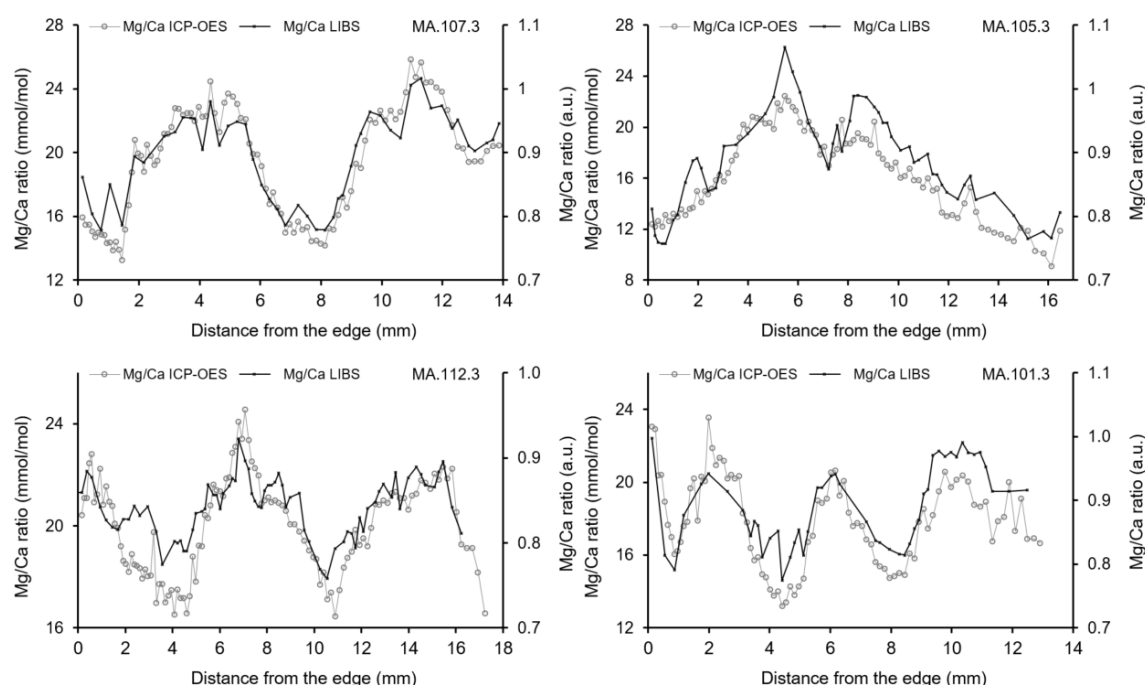 Mg/Ca ICP-OES Mg/Ca LIBS MA.107.3
28
24
20
16
12
1.1
1
0.9
0.8
0.7
Mg/Ca ratio (mmol/mol)
Mg/Ca ratio (a.u.)
0 2 4 6 8 10 12 14
Distance from the edge (mm)
Mg/Ca ICP-OES Mg/Ca LIBS MA.105.3
28
24
20
16
12
8
1.1
1.0
0.9
0.8
0.7
Mg/Ca ratio (mmol/mol)
Mg/Ca ratio (a.u.)
0 2 4 6 8 10 12 14 16
Distance from the edge (mm)
Mg/Ca ICP-OES Mg/Ca LIBS MA.112.3
24
20
16
1.0
0.9
0.8
0.7
Mg/Ca ratio (mmol/mol)
Mg/Ca ratio (a.u.)
0 2 4 6 8 10 12 14 16 18
Distance from the edge (mm)
Mg/Ca ICP-OES Mg/Ca LIBS MA.101.3
24
20
16
12
1.1
1.0
0.9
0.8
0.7
Mg/Ca ratio (mmol/mol)
Mg/Ca ratio (a.u.)
0 2 4 6 8 10 12 14
Distance from the edge (mm)